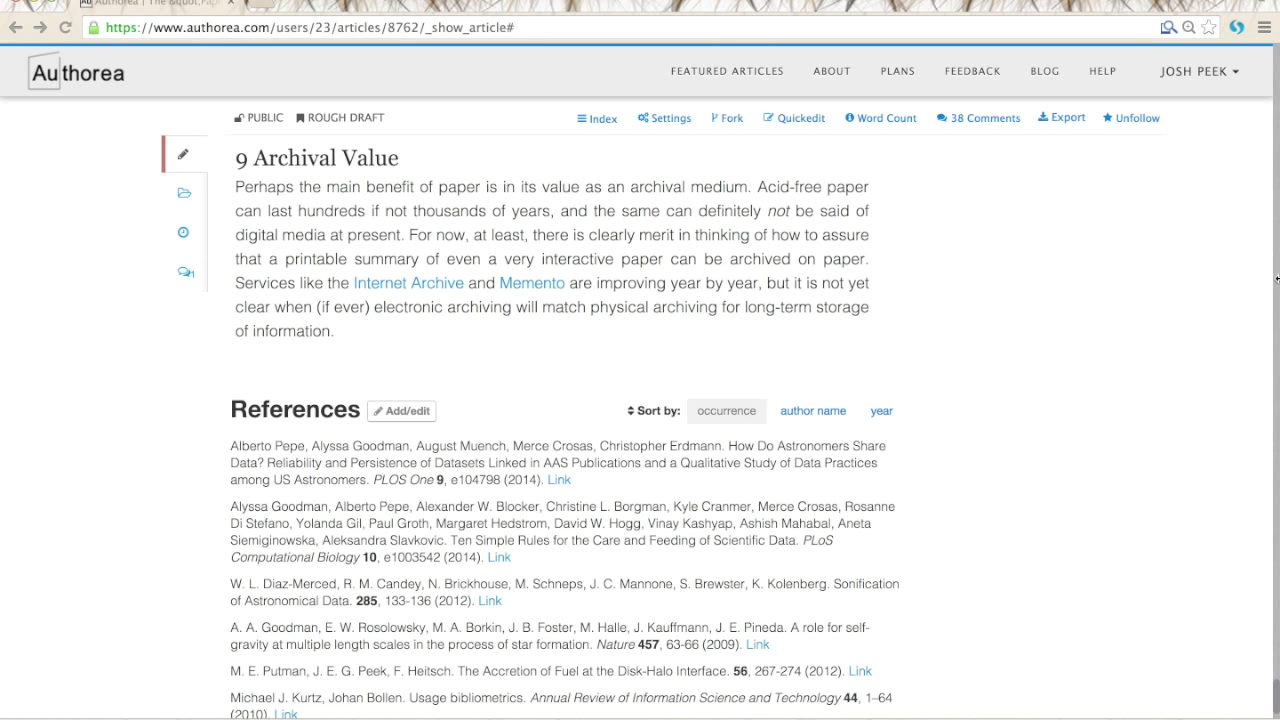 Authorea | The &quot;Pap
https://www.authorea.com/users/23/articles/8762/_show_article#
Authorea
FEATURED ARTICLES ABOUT PLANS FEEDBACK BLOG HELP JOSH PEEK
PUBLIC ROUGH DRAFT Index Settings Fork Quickedit Word Count 38 Comments Export Unfollow
9 Archival Value
Perhaps the main benefit of paper is in its value as an archival medium. Acid-free paper
can last hundreds if not thousands of years, and the same can definitely not be said of
digital media at present. For now, at least, there is clearly merit in thinking of how to assure
that a printable summary of even a very interactive paper can be archived on paper.
Services like the Internet Archive and Memento are improving year by year, but it is not yet
clear when (if ever) electronic archiving will match physical archiving for long-term storage
of information.
1
References Add/edit Sort by: occurrence author name year
Alberto Pepe, Alyssa Goodman, August Muench, Merce Crosas, Christopher Erdmann. How Do Astronomers Share
Data? Reliability and Persistence of Datasets Linked in AAS Publications and a Qualitative Study of Data Practices
among US Astronomers. PLOS One 9, e104798 (2014). Link
Alyssa Goodman, Alberto Pepe, Alexander W. Blocker, Christine L. Borgman, Kyle Cranmer, Merce Crosas, Rosanne
Di Stefano, Yolanda Gil, Paul Groth, Margaret Hedstrom, David W. Hogg, Vinay Kashyap, Ashish Mahabal, Aneta
Siemiginowska, Aleksandra Slavkovic. Ten Simple Rules for the Care and Feeding of Scientific Data. PLoS
Computational Biology 10, e1003542 (2014). Link
W. L. Diaz-Merced, R. M. Candey, N. Brickhouse, M. Schneps, J. C. Mannone, S. Brewster, K. Kolenberg. Sonification
of Astronomical Data. 285, 133-136 (2012). Link
A. A. Goodman, E. W. Rosolowsky, M. A. Borkin, J. B. Foster, M. Halle, J. Kauffmann, J. E. Pineda. A role for self-
gravity at multiple length scales in the process of star formation. Nature 457, 63-66 (2009). Link
M. E. Putman, J. E. G. Peek, F. Heitsch. The Accretion of Fuel at the Disk-Halo Interface. 56, 267-274 (2012). Link
Michael J. Kurtz, Johan Bollen. Usage bibliometrics. Annual Review of Information Science and Technology 44, 1–64
(2010). Link